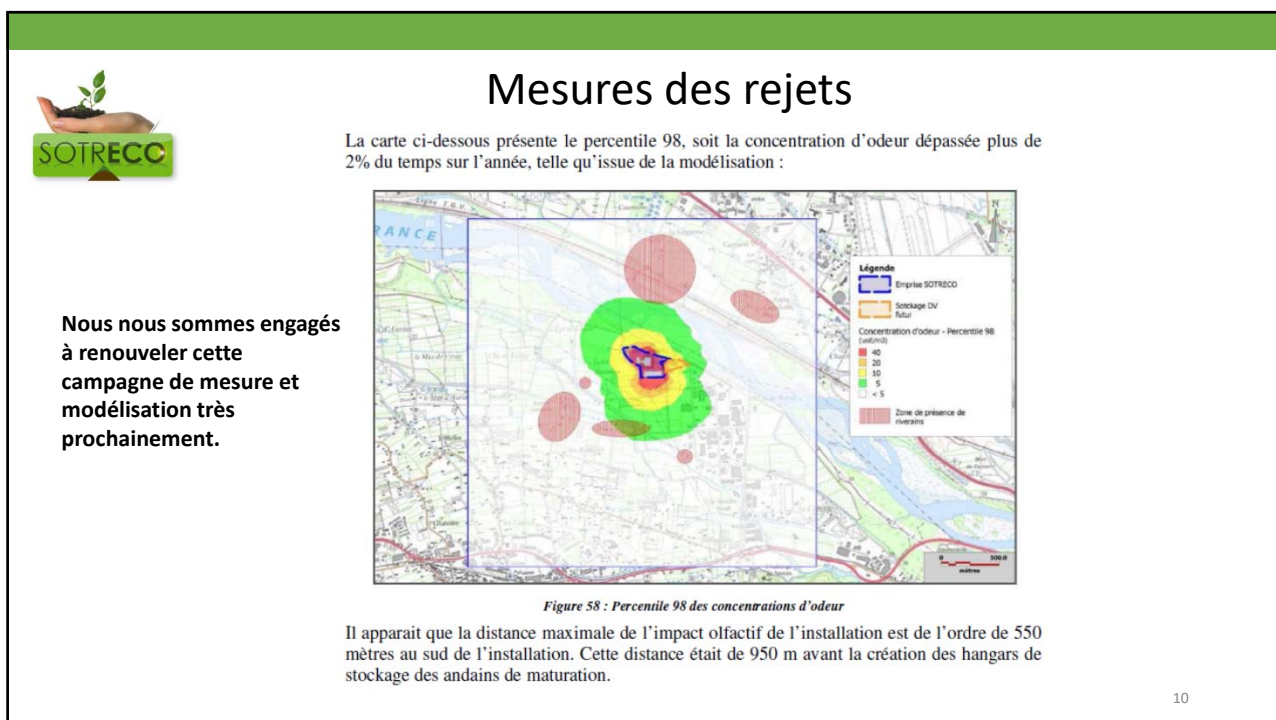 Mesures des rejets
SOTRECO
La carte ci-dessous présente le percentile 98, soit la concentration d'odeur dépassée plus de
2% du temps sur l'année, telle qu'issue de la modélisation :
Nous nous sommes engagés
à renouveler cette
campagne de mesure et
modélisation très
prochainement.
RANCE
N
Légende
Emprise SOTRECO
Sotckage DV
futur
Concentration d'odeur - Percentile 98
(uoE/m3)
40
20
10
5
< 5
Zone de présence de
riverains
0 500.0
mètres
Figure 58 : Percentile 98 des concentrations d'odeur
Il apparait que la distance maximale de l'impact olfactif de l'installation est de l'ordre de 550
mètres au sud de l'installation. Cette distance était de 950 m avant la création des hangars de
stockage des andains de maturation.
10